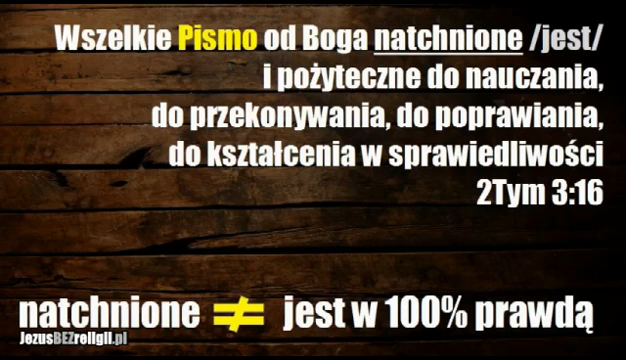 Wszelkie Pismo od Boga natchnione /jest/
i pożyteczne do nauczania,
do przekonywania, do poprawiania,
do kształcenia w sprawiedliwości
2Tym 3:16
natchnione ≠ jest w 100% prawdą
JezusBEZreligii.pl